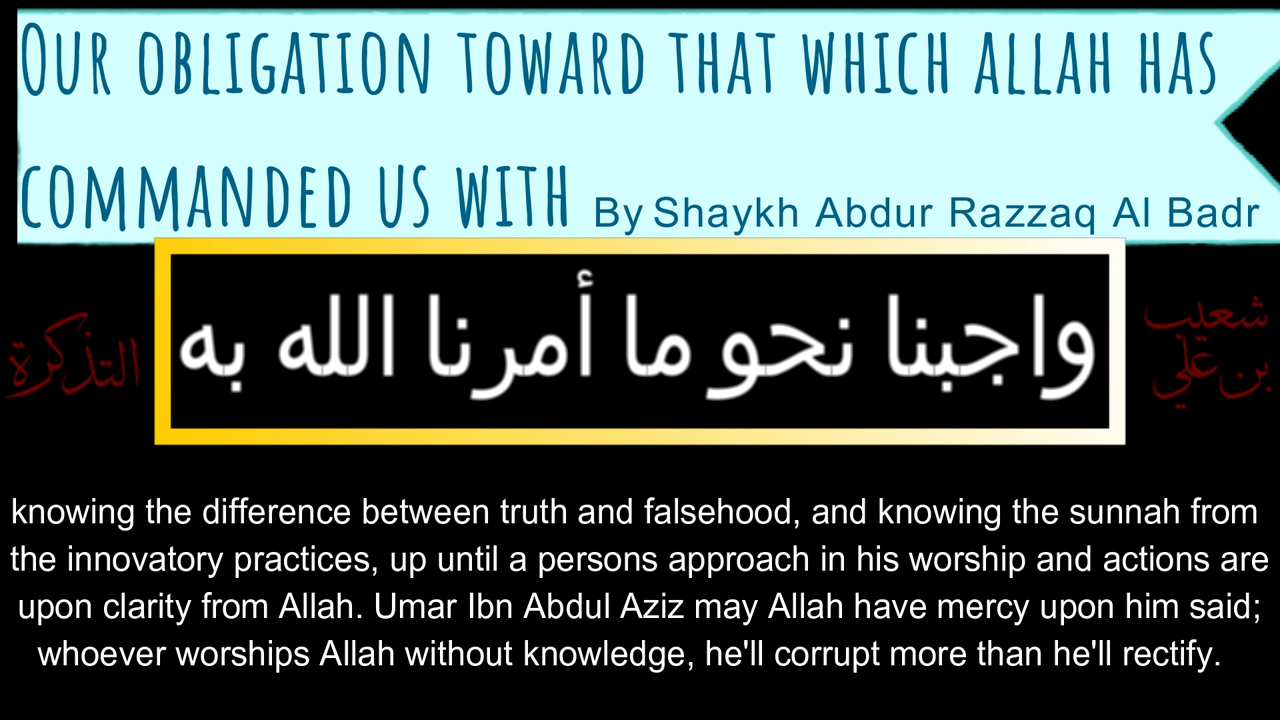 Our obligation toward that which Allah has
commanded us with By Shaykh Abdur Razzaq Al Badr
واجبنا نحو ما أمرنا الله به
شعيب
بن علي
التذكرة
knowing the difference between truth and falsehood, and knowing the sunnah from
the innovatory practices, up until a persons approach in his worship and actions are
upon clarity from Allah. Umar Ibn Abdul Aziz may Allah have mercy upon him said;
whoever worships Allah without knowledge, he'll corrupt more than he'll rectify.